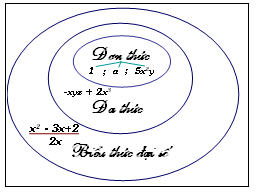 Đơn thức
1 ; a ; 5x²y
-xyz + 2x³
Đa thức
x² - 3x+2
2x
Biểu thức đại số